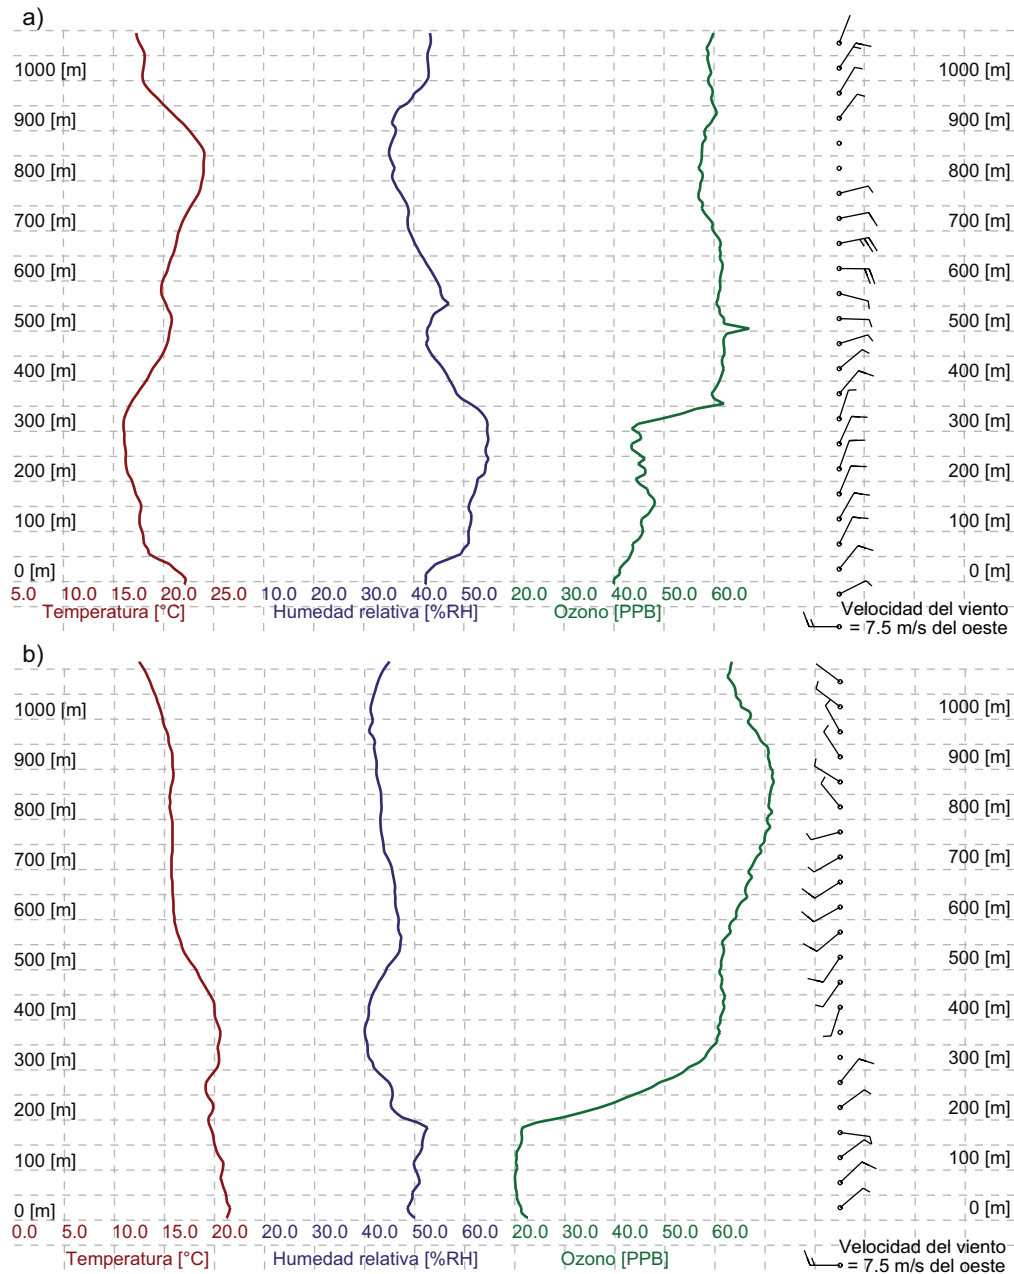 a)
1000 [m] 1000 [m]
900 [m] 900 [m]
800 [m] 800 [m]
700 [m] 700 [m]
600 [m] 600 [m]
500 [m] 500 [m]
400 [m] 400 [m]
300 [m] 300 [m]
200 [m] 200 [m]
100 [m] 100 [m]
0 [m] 0 [m]
5.0 10.0 15.0 20.0 25.0 10.0 20.0 30.0 40.0 50.0 20.0 30.0 40.0 50.0 60.0
Temperatura [°C] Humedad relativa [%RH] Ozono [PPB] Velocidad del viento
= 7.5 m/s del oeste
b)
1000 [m] 1000 [m]
900 [m] 900 [m]
800 [m] 800 [m]
700 [m] 700 [m]
600 [m] 600 [m]
500 [m] 500 [m]
400 [m] 400 [m]
300 [m] 300 [m]
200 [m] 200 [m]
100 [m] 100 [m]
0 [m] 0 [m]
0.0 5.0 10.0 15.0 20.0 20.0 30.0 40.0 50.0 60.0 20.0 30.0 40.0 50.0 60.0
Temperatura [°C] Humedad relativa [%RH] Ozono [PPB] Velocidad del viento
= 7.5 m/s del oeste